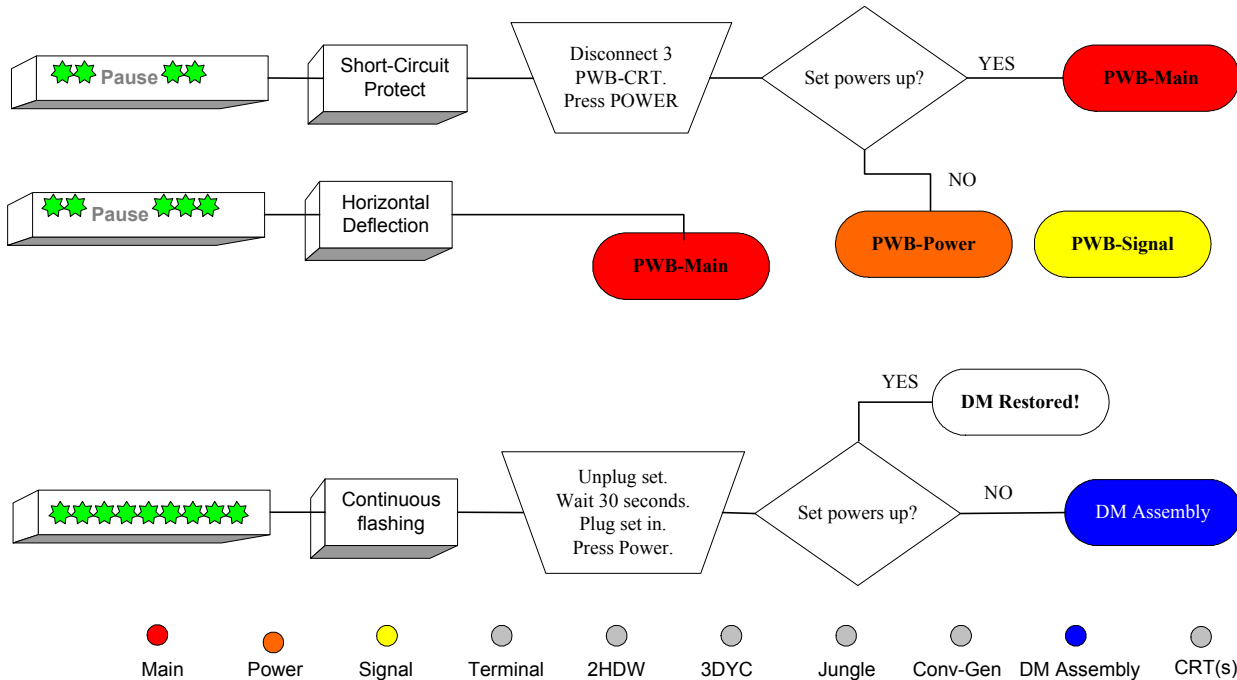 Pause
Short-Circuit
Protect
Disconnect 3
PWB-CRT.
Press POWER
Set powers up?
YES
PWB-Main
NO
Pause
Horizontal
Deflection
PWB-Main
PWB-Power
PWB-Signal
YES
DM Restored!
Continuous
flashing
Unplug set.
Wait 30 seconds.
Plug set in.
Press Power.
Set powers up?
NO
DM Assembly
Main
Power
Signal
Terminal
2HDW
3DYC
Jungle
Conv-Gen
DM Assembly
CRT(s)